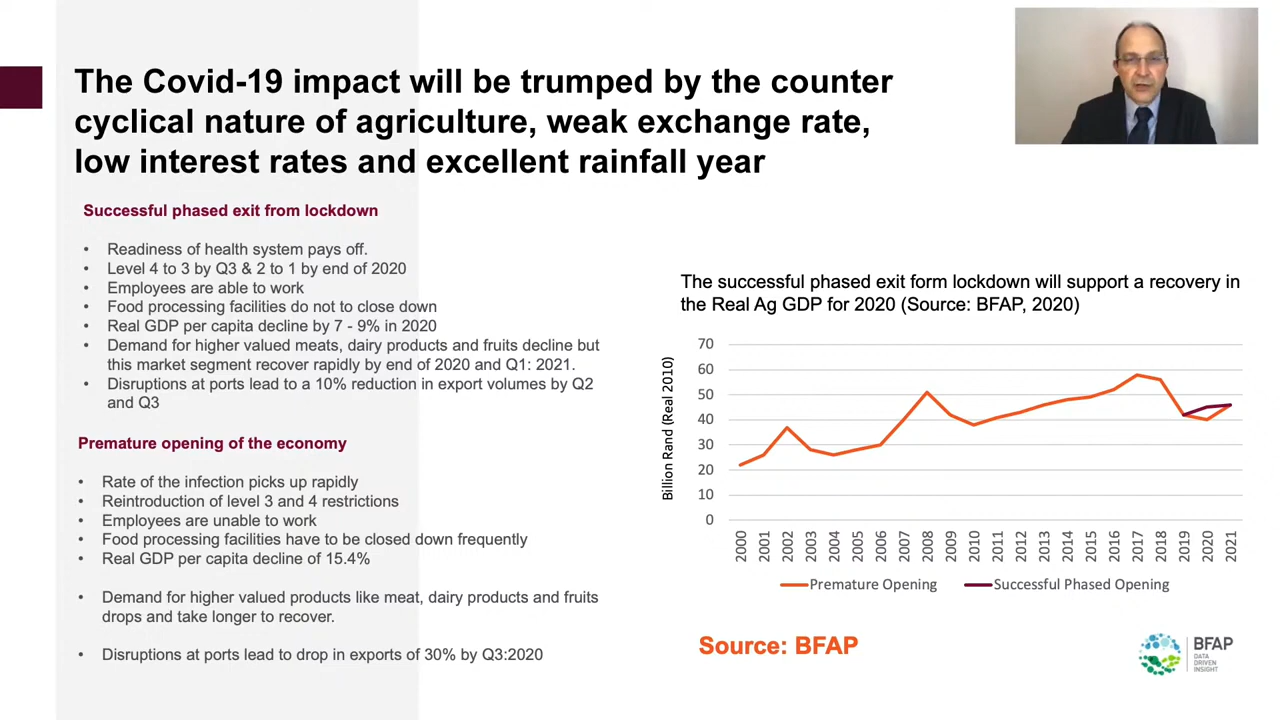 The Covid-19 impact will be trumped by the counter
cyclical nature of agriculture, weak exchange rate,
low interest rates and excellent rainfall year
Successful phased exit from lockdown
• Readiness of health system pays off.
• Level 4 to 3 by Q3 & 2 to 1 by end of 2020
• Employees are able to work
• Food processing facilities do not to close down
• Real GDP per capita decline by 7 - 9% in 2020
• Demand for higher valued meats, dairy products and fruits decline but
this market segment recover rapidly by end of 2020 and Q1: 2021.
• Disruptions at ports lead to a 10% reduction in export volumes by Q2
and Q3
Premature opening of the economy
• Rate of the infection picks up rapidly
• Reintroduction of level 3 and 4 restrictions
• Employees are unable to work
• Food processing facilities have to be closed down frequently
• Real GDP per capita decline of 15.4%
• Demand for higher valued products like meat, dairy products and fruits
drops and take longer to recover.
• Disruptions at ports lead to drop in exports of 30% by Q3:2020
The successful phased exit form lockdown will support a recovery in
the Real Ag GDP for 2020 (Source: BFAP, 2020)
Billion Rand (Real 2010)
70
60
50
40
30
20
10
0
2000 2001 2002 2003 2004 2005 2006 2007 2008 2009 2010 2011 2012 2013 2014 2015 2016 2017 2018 2019 2020 2021
Premature Opening Successful Phased Opening
Source: BFAP
BFAP
DATA
DRIVEN
INSIGHT